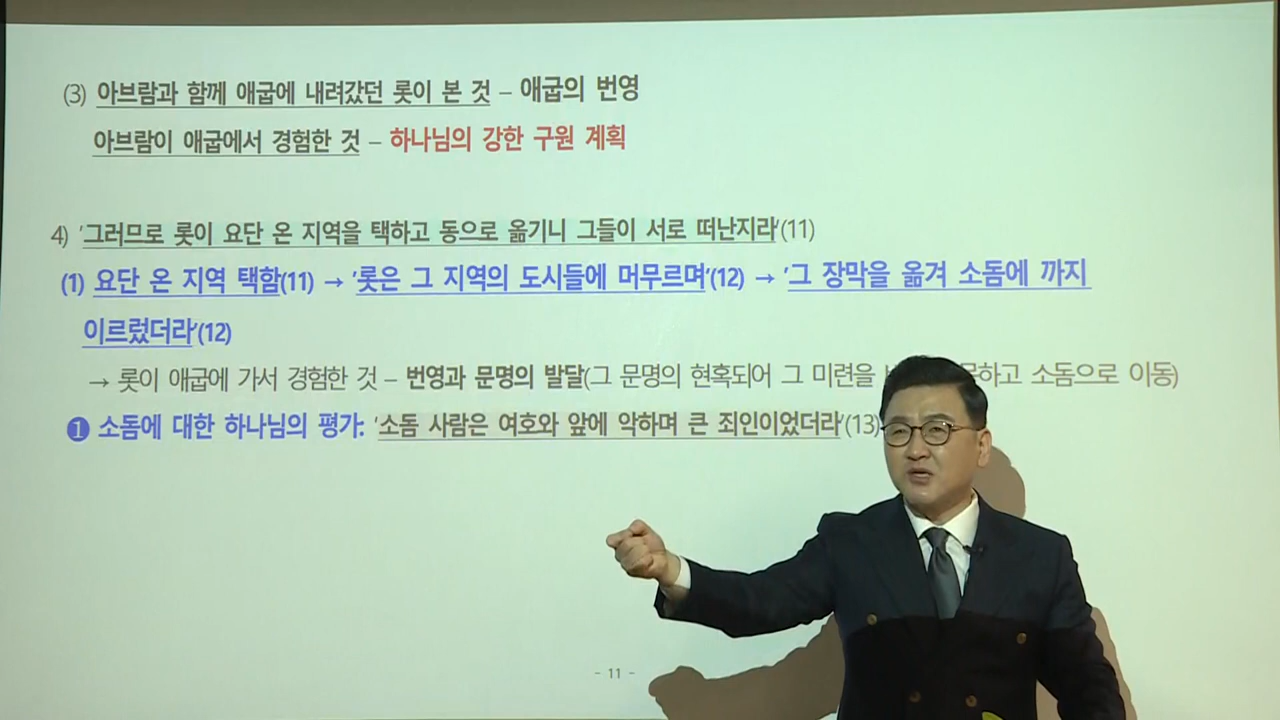 (3) 아브람과 함께 애굽에 내려갔던 롯이 본 것 – 애굽의 번영
아브람이 애굽에서 경험한 것 – 하나님의 강한 구원 계획
4) '그러므로 롯이 요단 온 지역을 택하고 동으로 옮기니 그들이 서로 떠난지라'(11)
(1) 요단 온 지역 택함(11) → '롯은 그 지역의 도시들에 머무르며'(12) → '그 장막을 옮겨 소돔에 까지
이르렀더라'(12)
→ 롯이 애굽에 가서 경험한 것 – 번영과 문명의 발달(그 문명의 현혹되어 그 미련을 하고 소돔으로 이동)
❶ 소돔에 대한 하나님의 평가: '소돔 사람은 여호와 앞에 악하며 큰 죄인이었더라'(13)
- 11 -